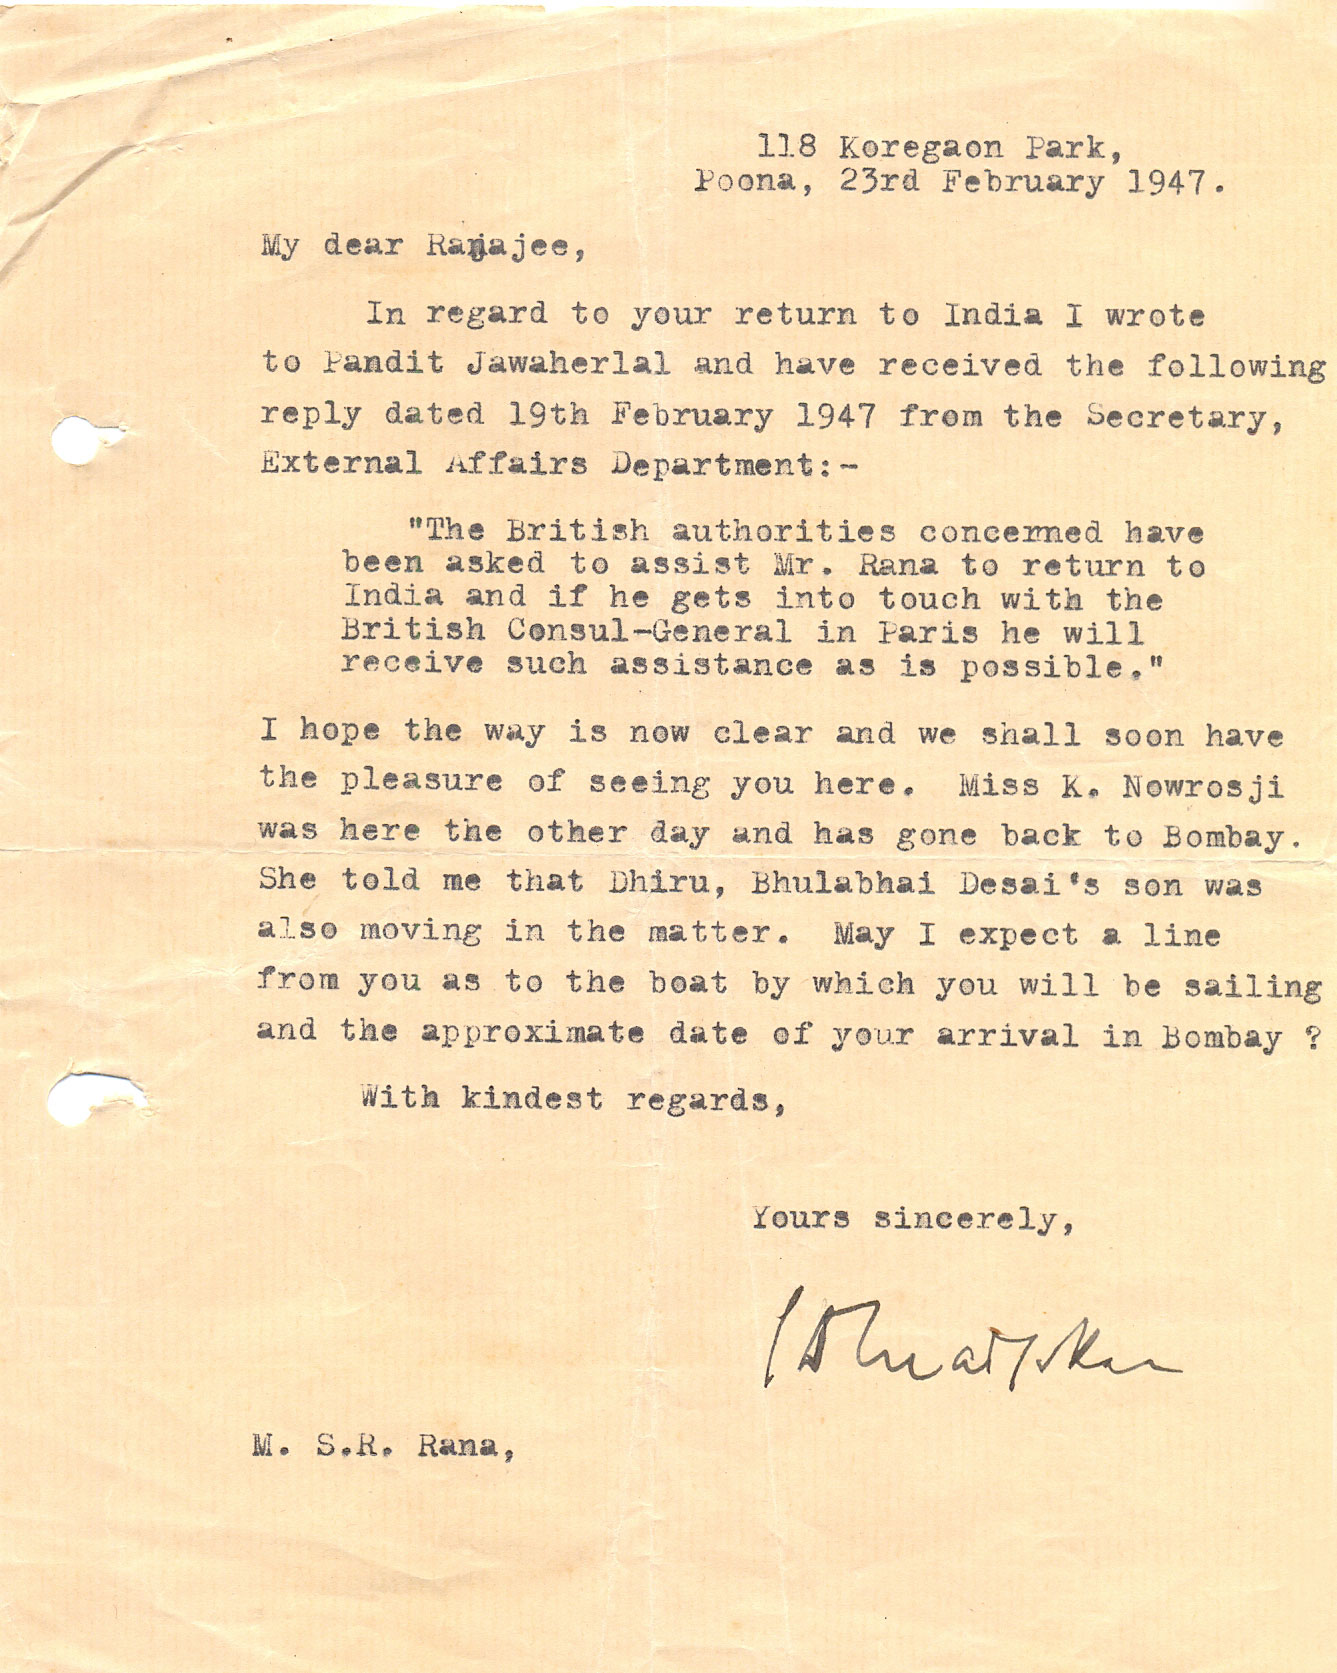 118 Koregaon Park,
Poona, 23rd February 1947.
My dear Ranajee,
In regard to your return to India I wrote
to Pandit Jawaherlal and have received the following
reply dated 19th February 1947 from the Secretary,
External Affairs Department:-
"The British authorities concerned have
been asked to assist Mr. Rana to return to
India and if he gets into touch with the
British Consul-General in Paris he will
receive such assistance as is possible."
I hope the way is now clear and we shall soon have
the pleasure of seeing you here. Miss K. Nowrosji
was here the other day and has gone back to Bombay.
She told me that Dhiru, Bhulabhai Desai's son was
also moving in the matter. May I expect a line
from you as to the boat by which you will be sailing
and the approximate date of your arrival in Bombay ?
With kindest regards,
Yours sincerely,
M. S.R. Rana,